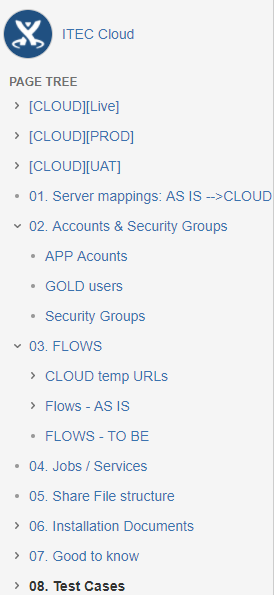 ITEC Cloud
PAGE TREE
[CLOUD][Live]
[CLOUD][PROD]
[CLOUD][UAT]
01. Server mappings: AS IS -->CLOUD
02. Accounts & Security Groups
APP Acounts
GOLD users
Security Groups
03. FLOWS
CLOUD temp URLs
Flows - AS IS
FLOWS - TO BE
04. Jobs / Services
05. Share File structure
06. Installation Documents
07. Good to know
08. Test Cases